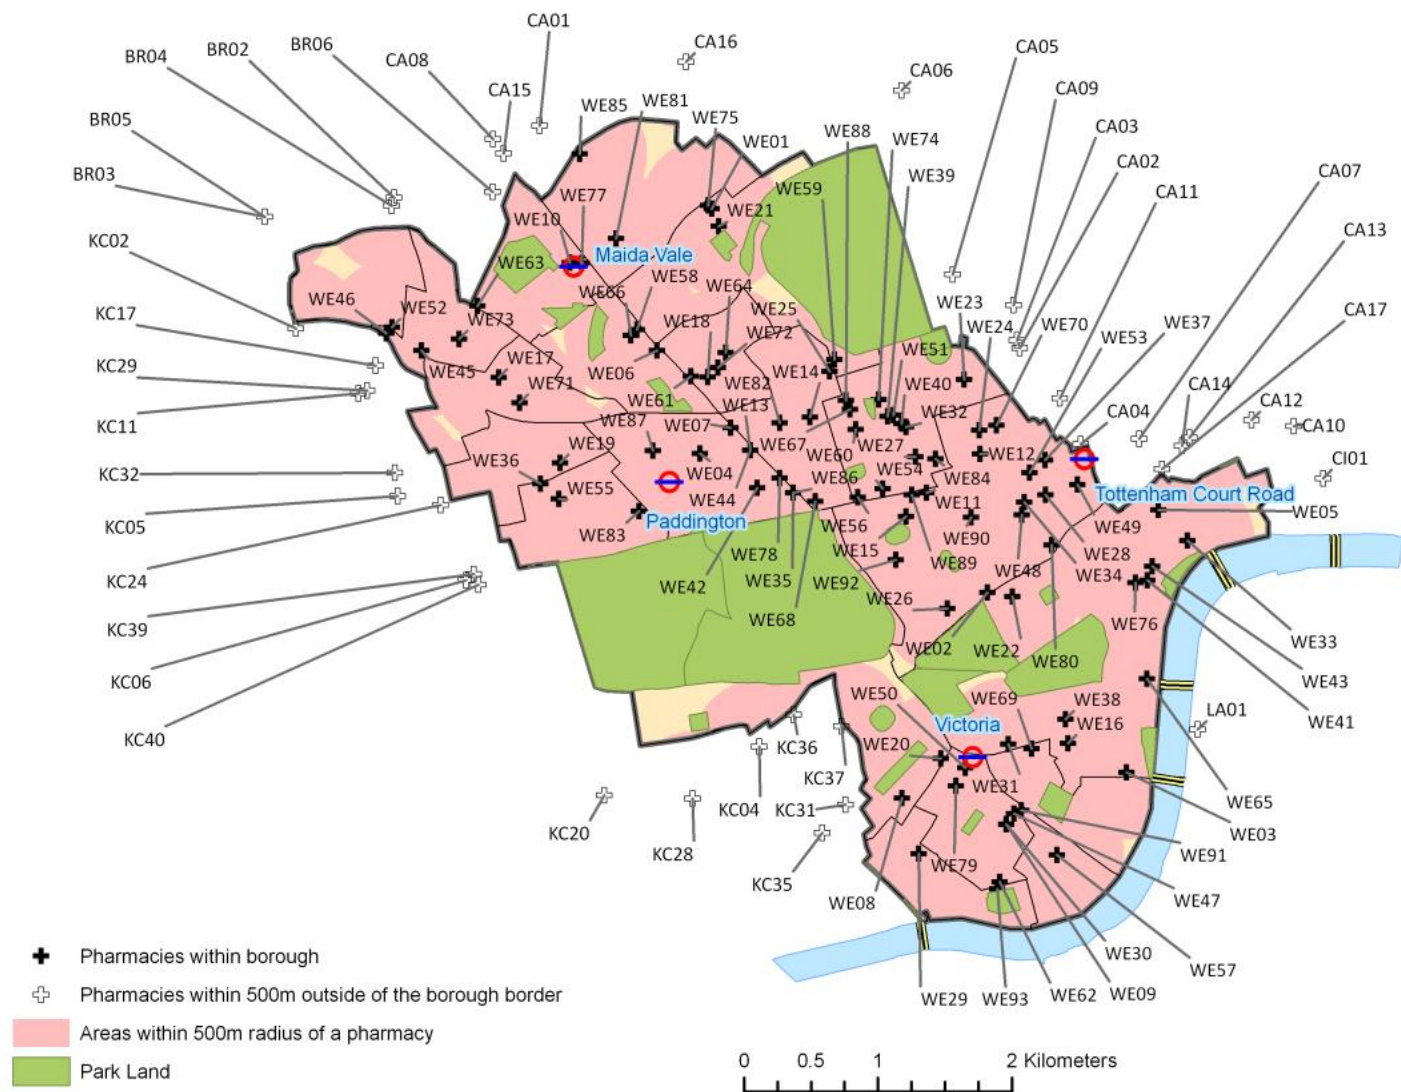 CA01
CA16
BR06
BR02
BR04
CA08
CA05
CA15
CA06
WE85
WE81
CA09
WE75
BR05
WE88
WE74
CA03
WE01
CA02
WE39
CA07
BR03
CA11
WE59
WE77
WE21
WE10
CA13
KC02
Maida Vale
WE63
WE58
WE66
WE64
CA17
WE46
WE52
WE25
WE23
KC17
WE73
WE18
WE72
WE24
WE70
WE37
WE53
WE51
KC29
WE17
WE14
WE40
WE45
WE06
WE82
CA14
WE71
CA12
WE61
WE13
WE32
CA04
KC11
WE87
WE07
CA10
WE67
WE27
WE19
WE12
KC32
WE36
WE60
CI01
WE04
WE54
WE86
WE84
WE55
WE44
Tottenham Court Road
KC05
Paddington
WE11
WE05
WE56
WE49
WE83
WE90
WE78
WE15
WE28
KC24
WE35
WE89
WE48
WE34
WE42
WE92
WE76
WE26
KC39
WE68
WE33
WE02
WE22
WE80
KC06
WE43
WE50
WE69
WE38
LA01
Victoria
WE41
WE16
KC40
WE20
KC36
KC37
WE31
WE65
KC04
KC31
KC20
WE03
KC28
WE91
WE79
KC35
WE47
WE08
Pharmacies within borough
WE30
WE57
Pharmacies within 500m outside of the borough border
WE29
WE93
WE62
WE09
Areas within 500m radius of a pharmacy
Park Land
0 0.5 1 2 Kilometers